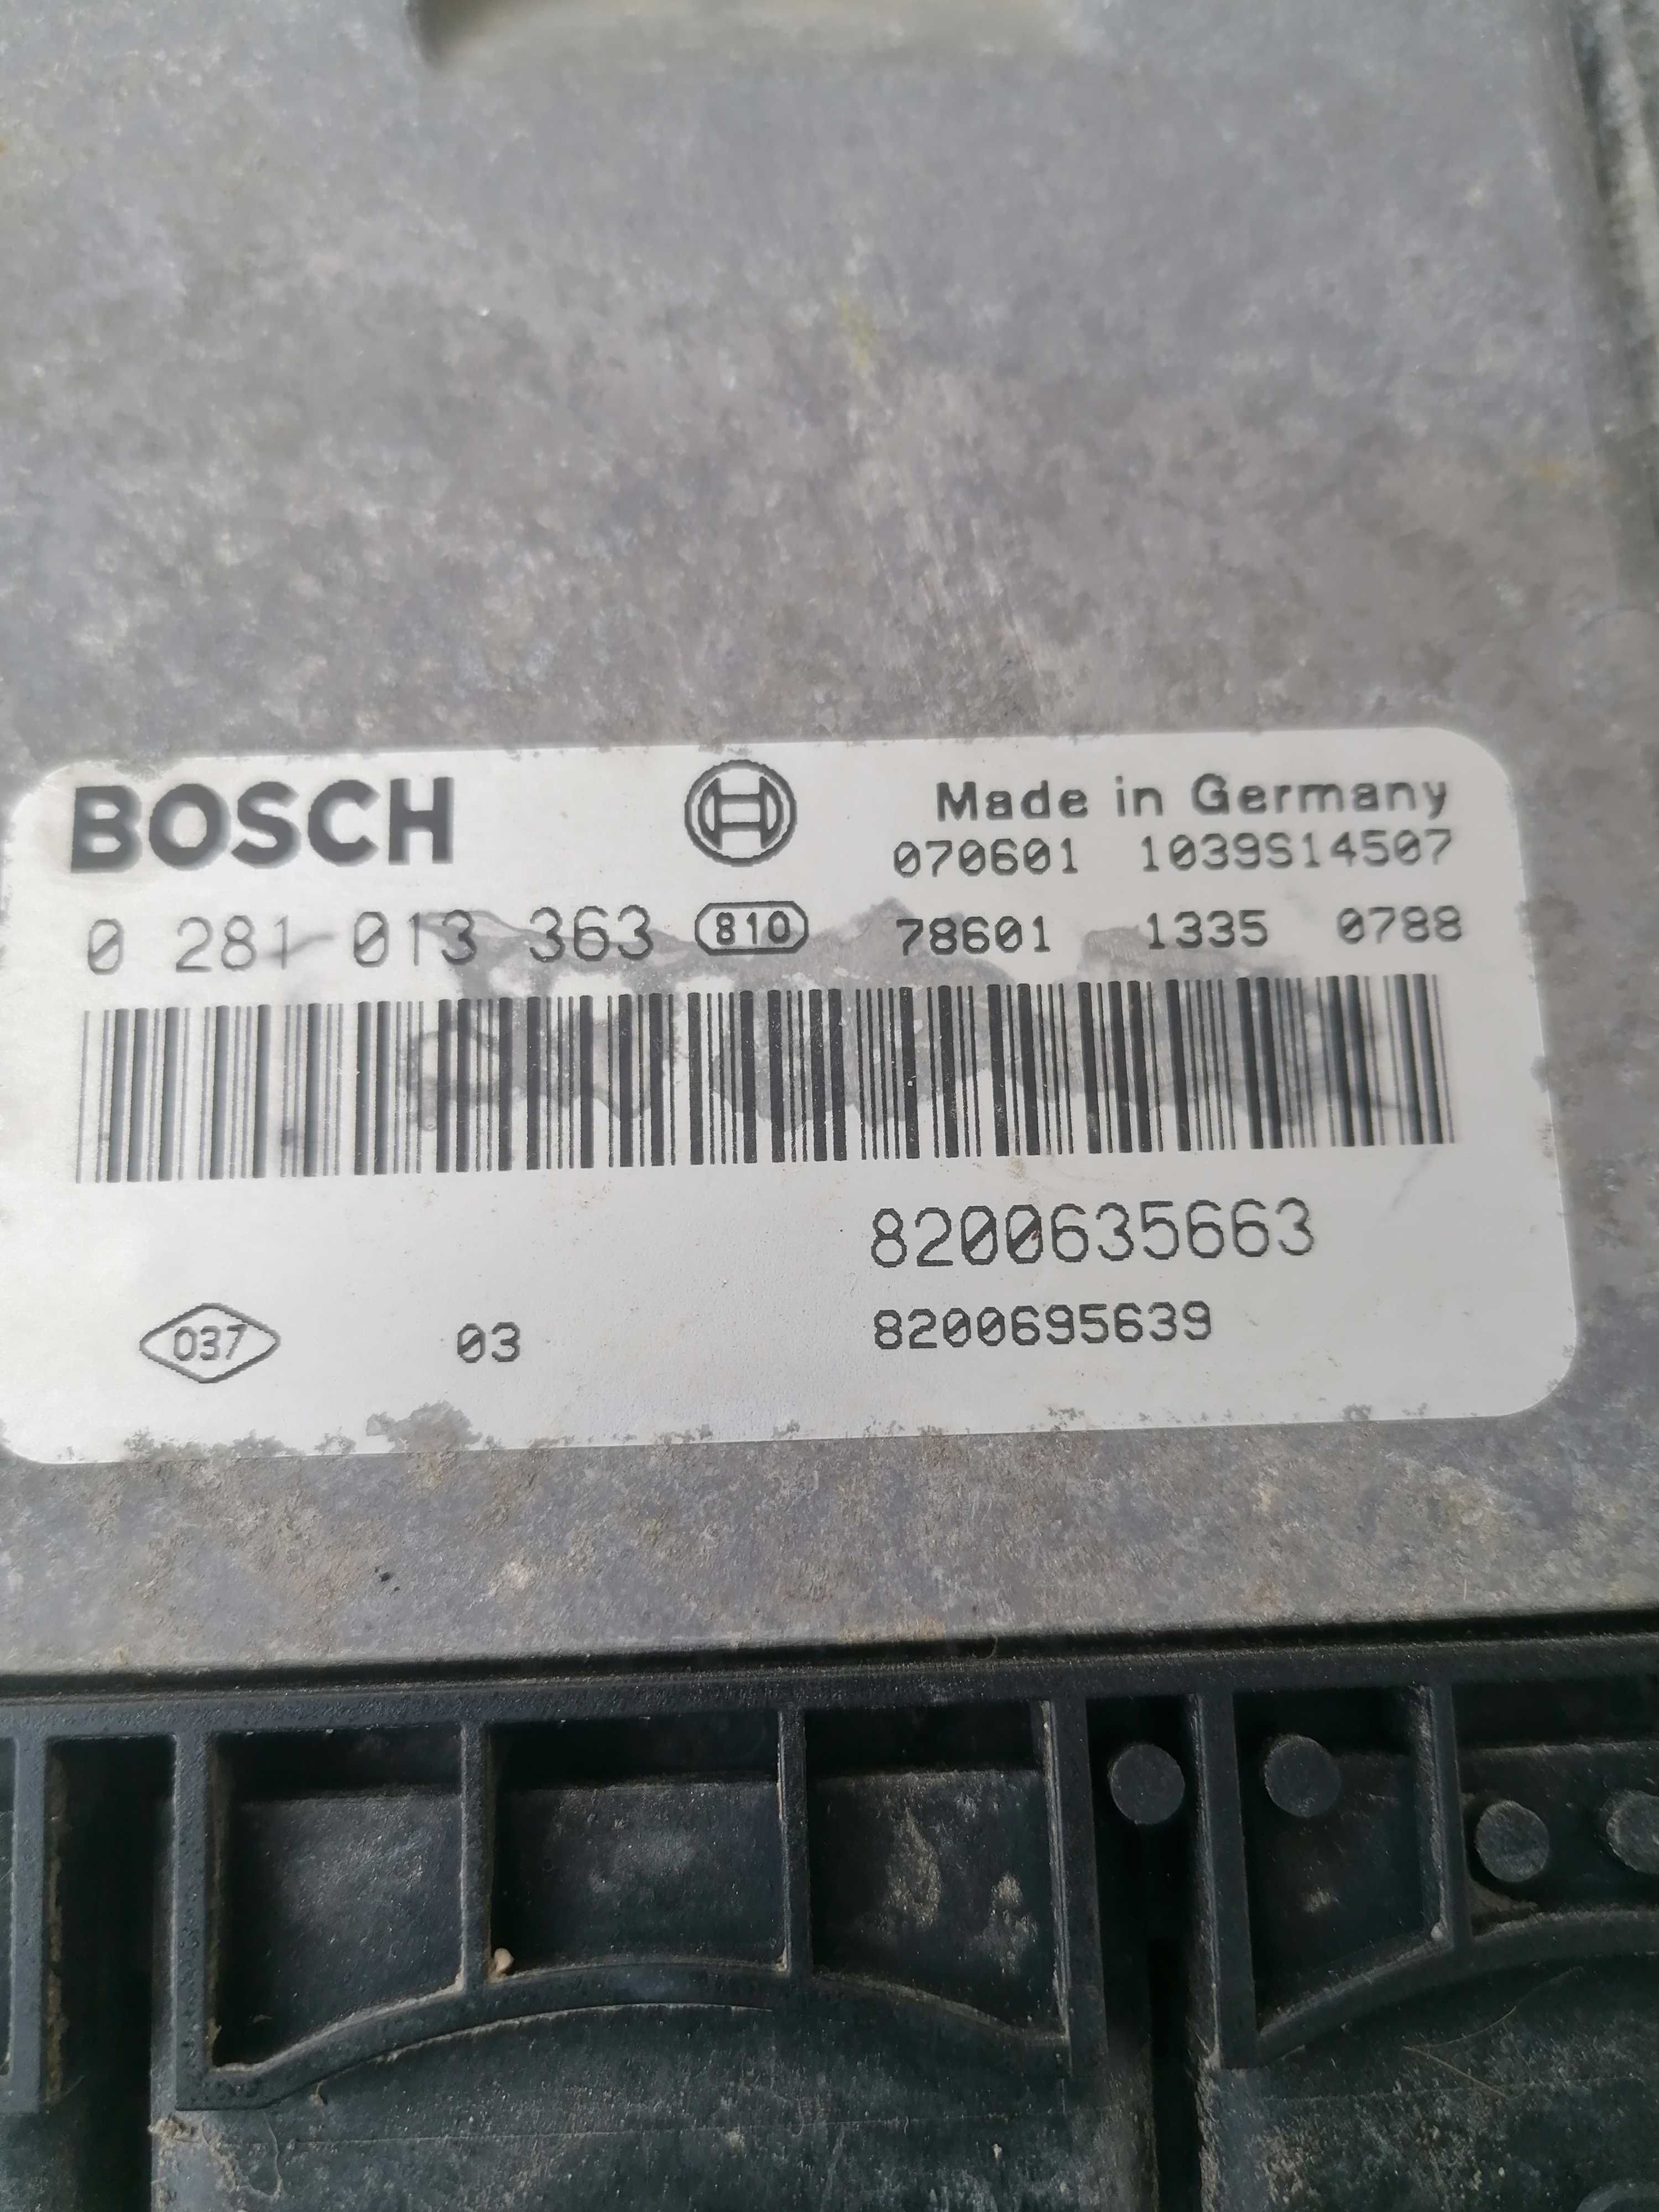 BOSCH
Made in Germany
070601 1039S14507
0 281 013 363 810 78601 1335 0788
8200635663
037 03 8200695639